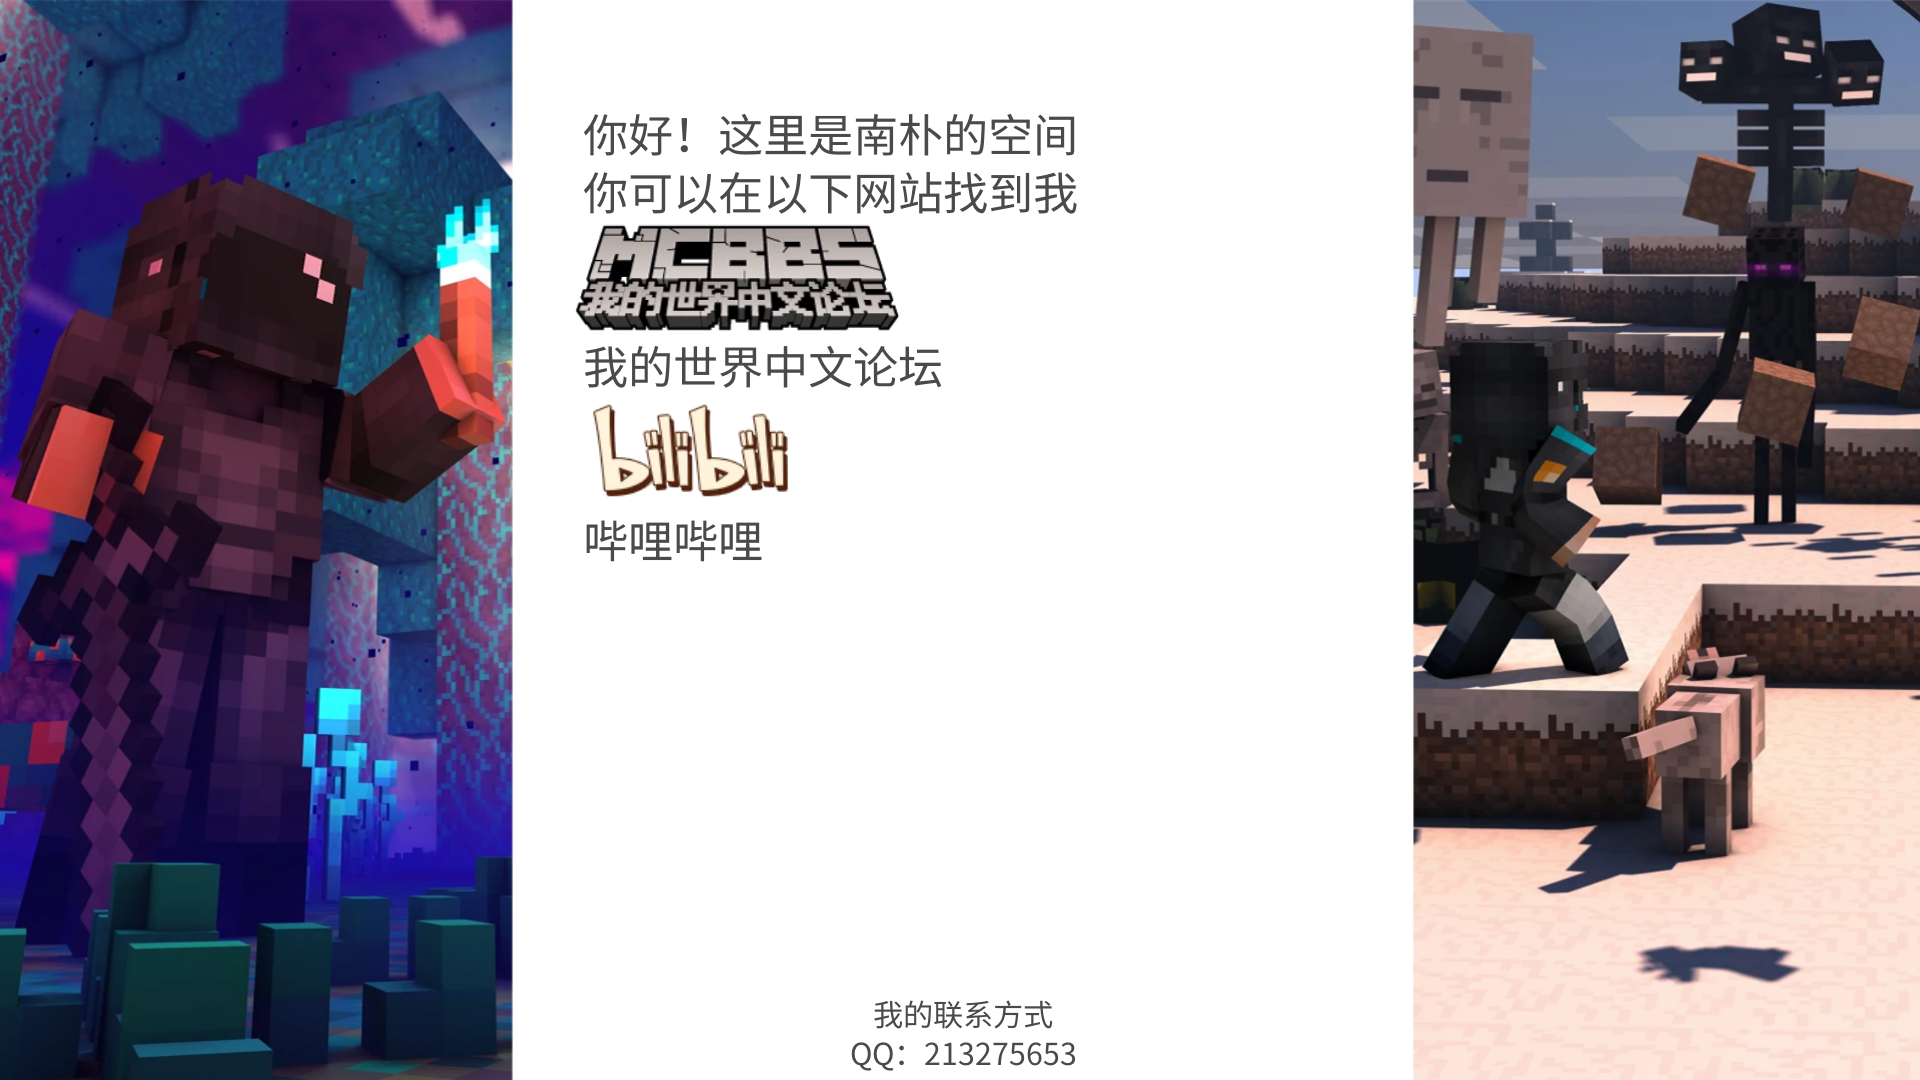 你好！这里是南朴的空间
你可以在以下网站找到我
MCBBS
我的世界中文论坛
我的世界中文论坛
bilibili
哔哩哔哩
我的联系方式
QQ：213275653